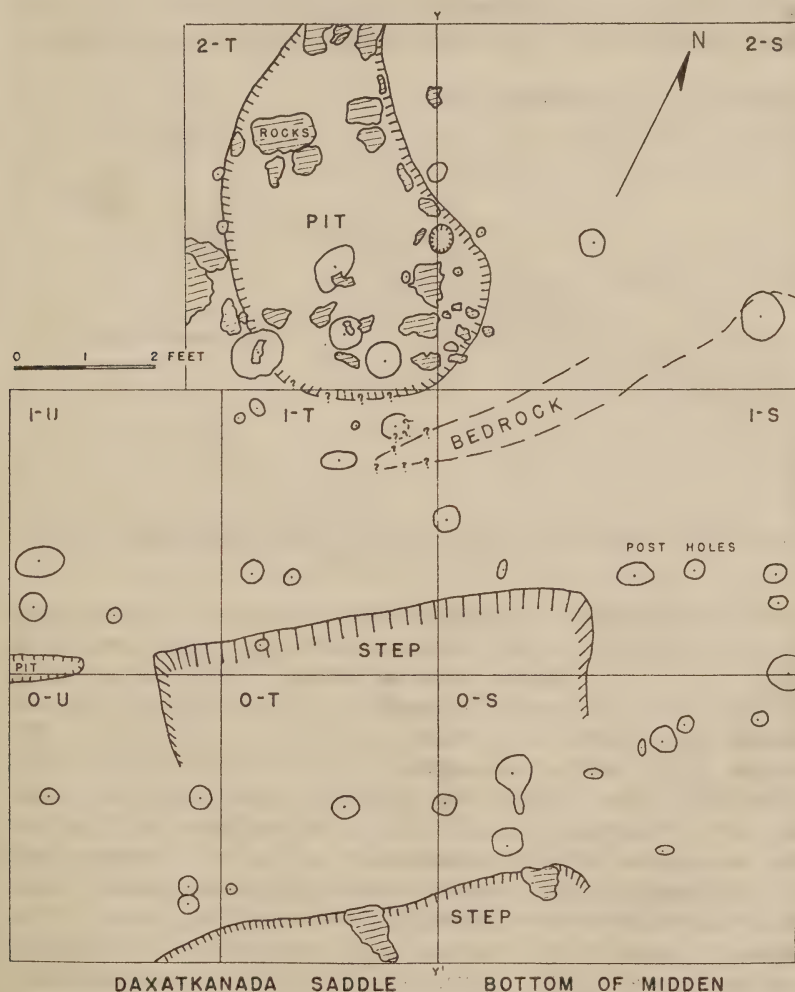 Y
2-T 2-S
N
ROCKS
PIT
0 1 2 FEET
1-U 1-T 1-S
? ? ?
BEDROCK
? ? ?
?
? ? ?
POST HOLES
STEP
PIT
0-U 0-T 0-S
STEP
Y'
DAXATKANADA SADDLE BOTTOM OF MIDDEN